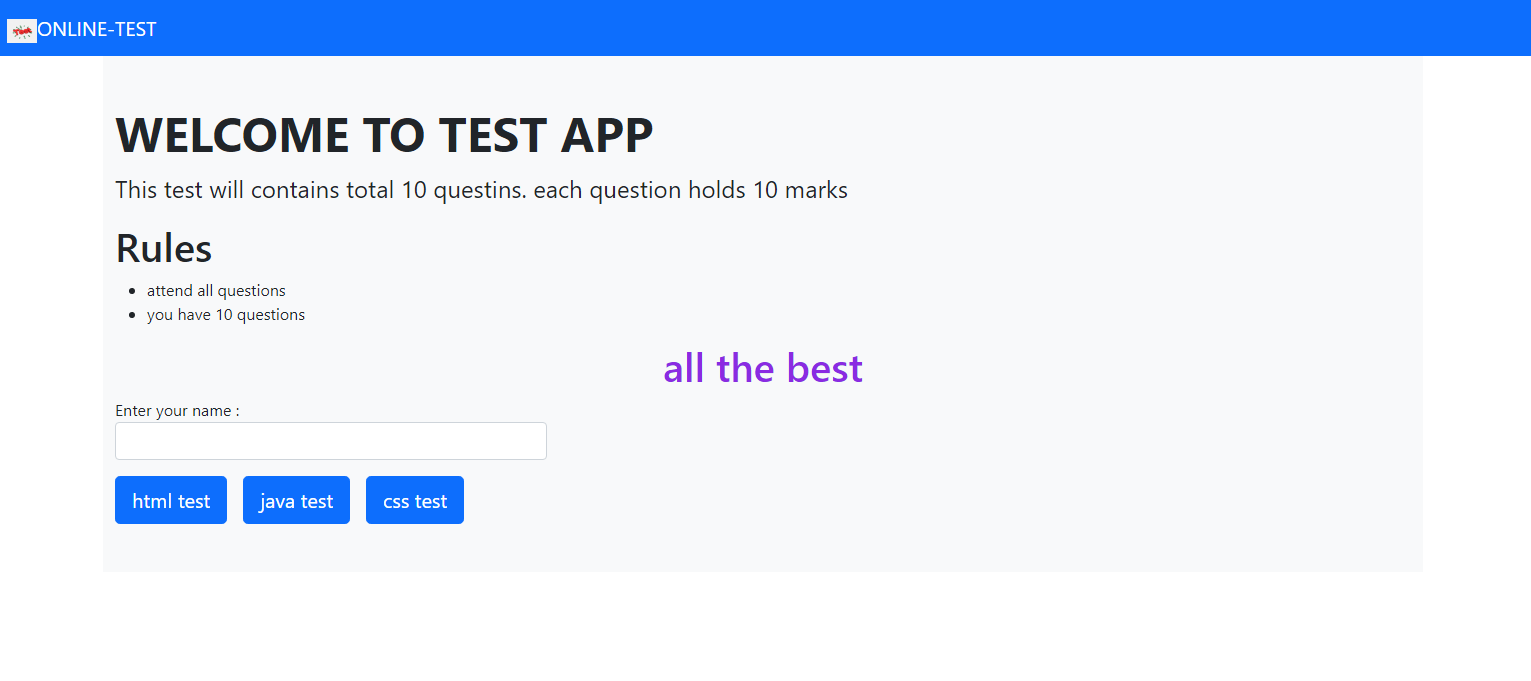 ONLINE-TEST
WELCOME TO TEST APP
This test will contains total 10 questins. each question holds 10 marks
Rules
attend all questions
you have 10 questions
all the best
Enter your name :
html test java test css test